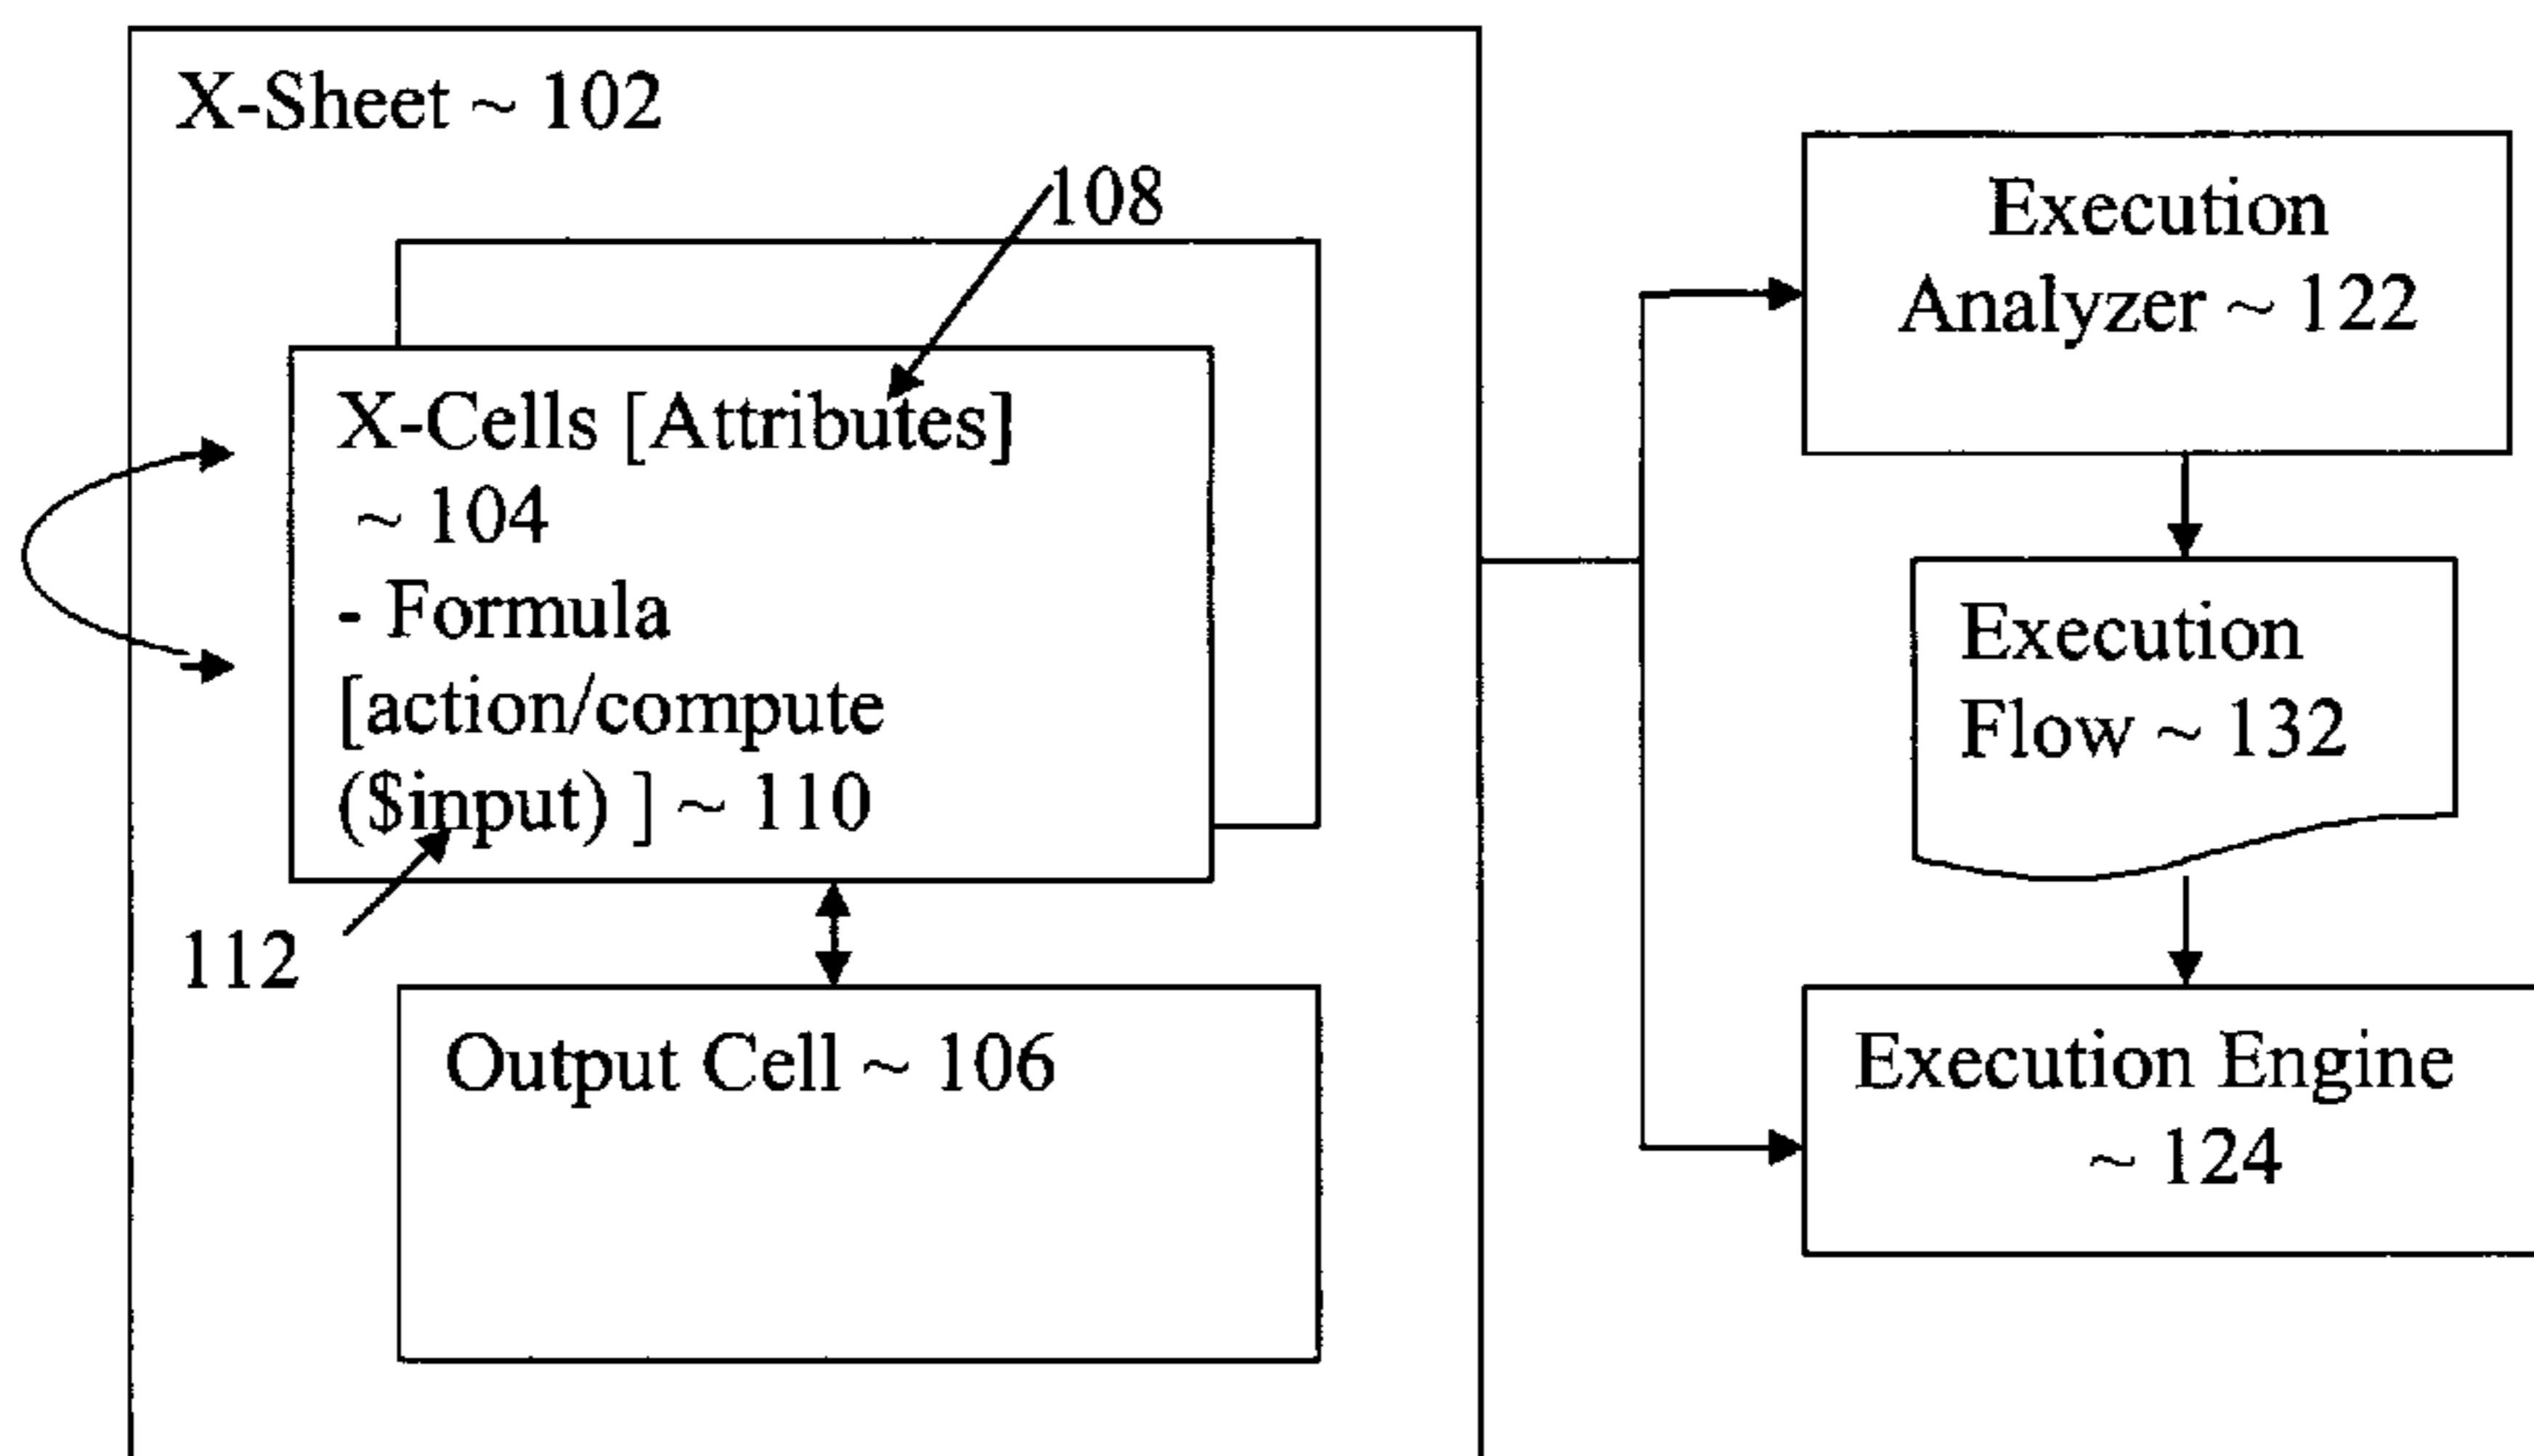 X-Sheet ~ 102
108
X-Cells [Attributes]
~ 104
- Formula
[action/compute
($input) ] ~ 110
112
Output Cell ~ 106
Execution
Analyzer ~ 122
Execution
Flow ~ 132
Execution Engine
~ 124